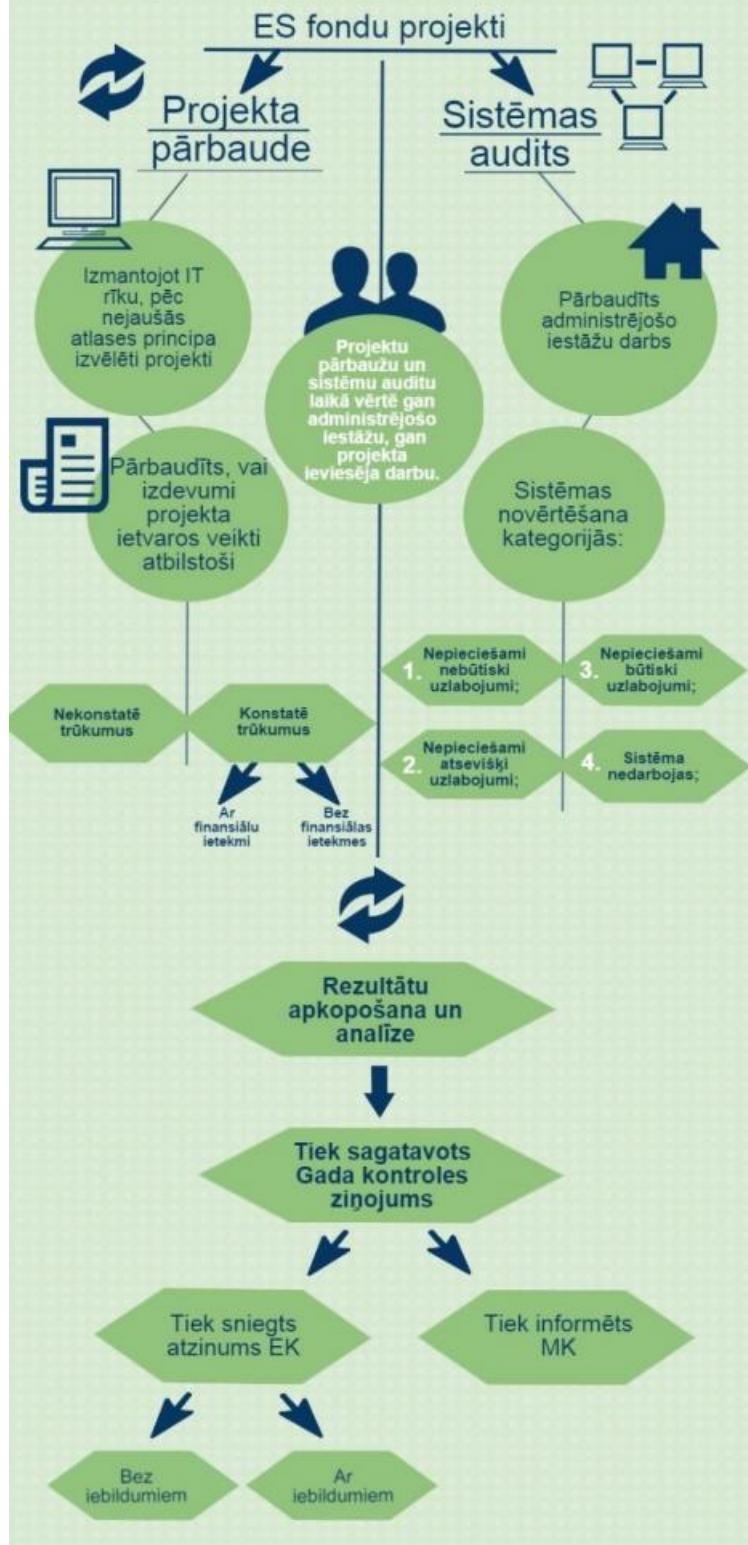 ES fondu projekti
Projekta
pārbaude
Sistēmas
audits
Izmantojot IT
rīku, pēc
nejaušās
atlases principa
izvēlēti projekti
Pārbaudīts
administrējošo
iestāžu darbs
Projektu
pārbaužu un
sistēmu auditu
laikā vērtē gan
administrējošo
iestāžu, gan
projekta
ieviesēja darbu.
Pārbaudīts, vai
izdevumi
projekta
ietvaros veikti
atbilstoši
Sistēmas
novērtēšana
kategorijās:
1. Nepieciešami
nebūtiski
uzlabojumi;
3. Nepieciešami
būtiski
uzlabojumi;
Nekonstatē
trūkumus
Konstatē
trūkumus
2. Nepieciešami
atsevišķi
uzlabojumi;
4. Sistēma
nedarbojas;
Ar
finansiālu
ietekmi
Bez
finansiālas
ietekmes
Rezultātu
apkopošana un
analīze
Tiek sagatavots
Gada kontroles
ziņojums
Tiek sniegts
atzinums EK
Tiek informēts
MK
Bez
iebildumiem
Ar
iebildumiem